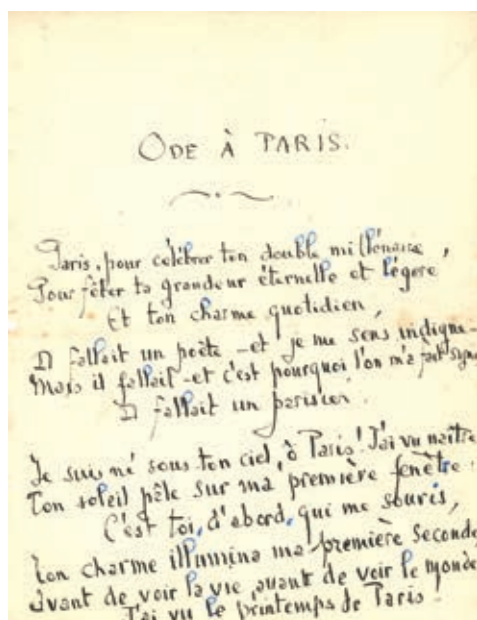 ODE À PARIS.
Paris, pour célébrer ton double millénaire,
Pour fêter ta grandeur éternelle et légère
Et ton charme quotidien,
Il fallait un poète - et je me sens indigne -
Mais il fallait - et c'est pourquoi l'on m'a fait signe
Il fallait un parisien.
Je suis né sous ton ciel, ô Paris! J'ai vu naître
Ton soleil pâle sur ma première fenêtre:
C'est toi, d'abord, qui me souris,
Ton charme illumina ma première seconde
Avant de voir la vie, avant de voir le monde
J'ai vu le printemps de Paris.